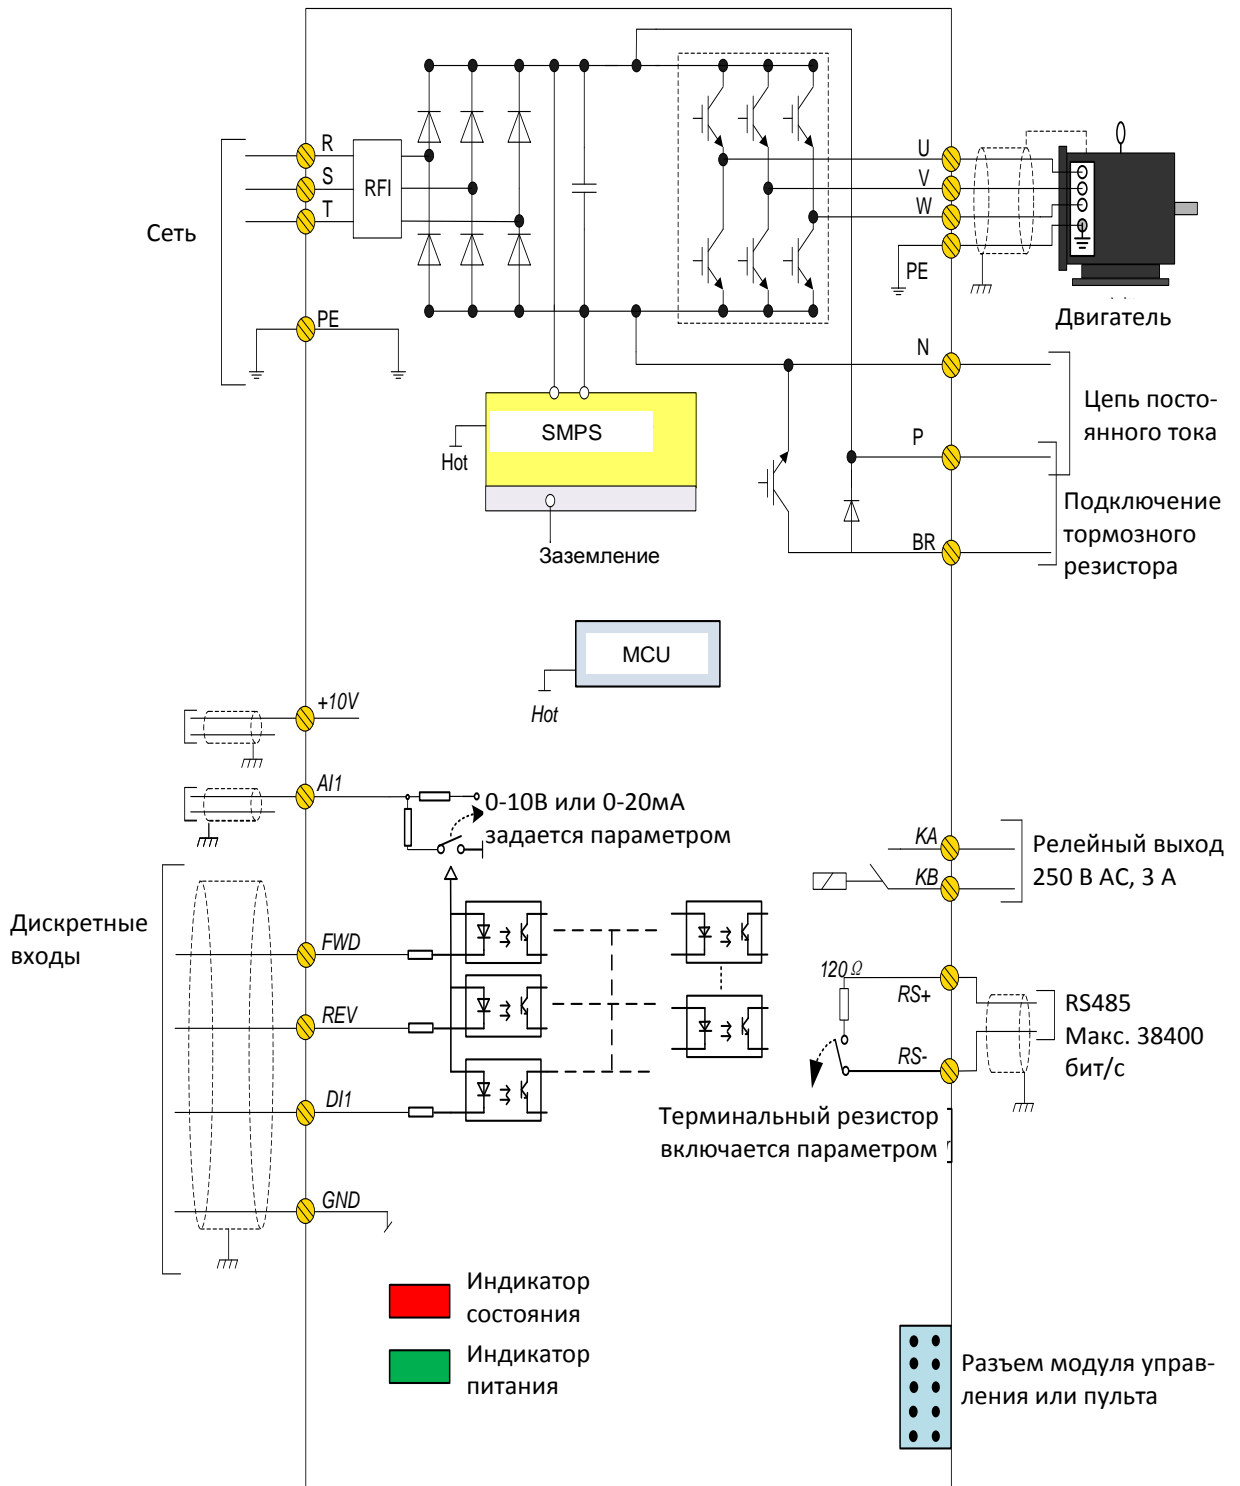 R
S
T
RFI
Сеть
PE
U
V
W
PE
Двигатель
N
P
BR
Цепь посто-
янного тока
Подключение
тормозного
резистора
SMPS
Hot
Заземление
MCU
Hot
+10V
AI1
0-10В или 0-20мА
задается параметром
KA
KB
Релейный выход
250 В AC, 3 А
Дискретные
входы
FWD
REV
DI1
GND
120 Ω
RS+
RS-
RS485
Макс. 38400
бит/с
Терминальный резистор
включается параметром
Индикатор
состояния
Индикатор
питания
Разъем модуля управ-
ления или пульта